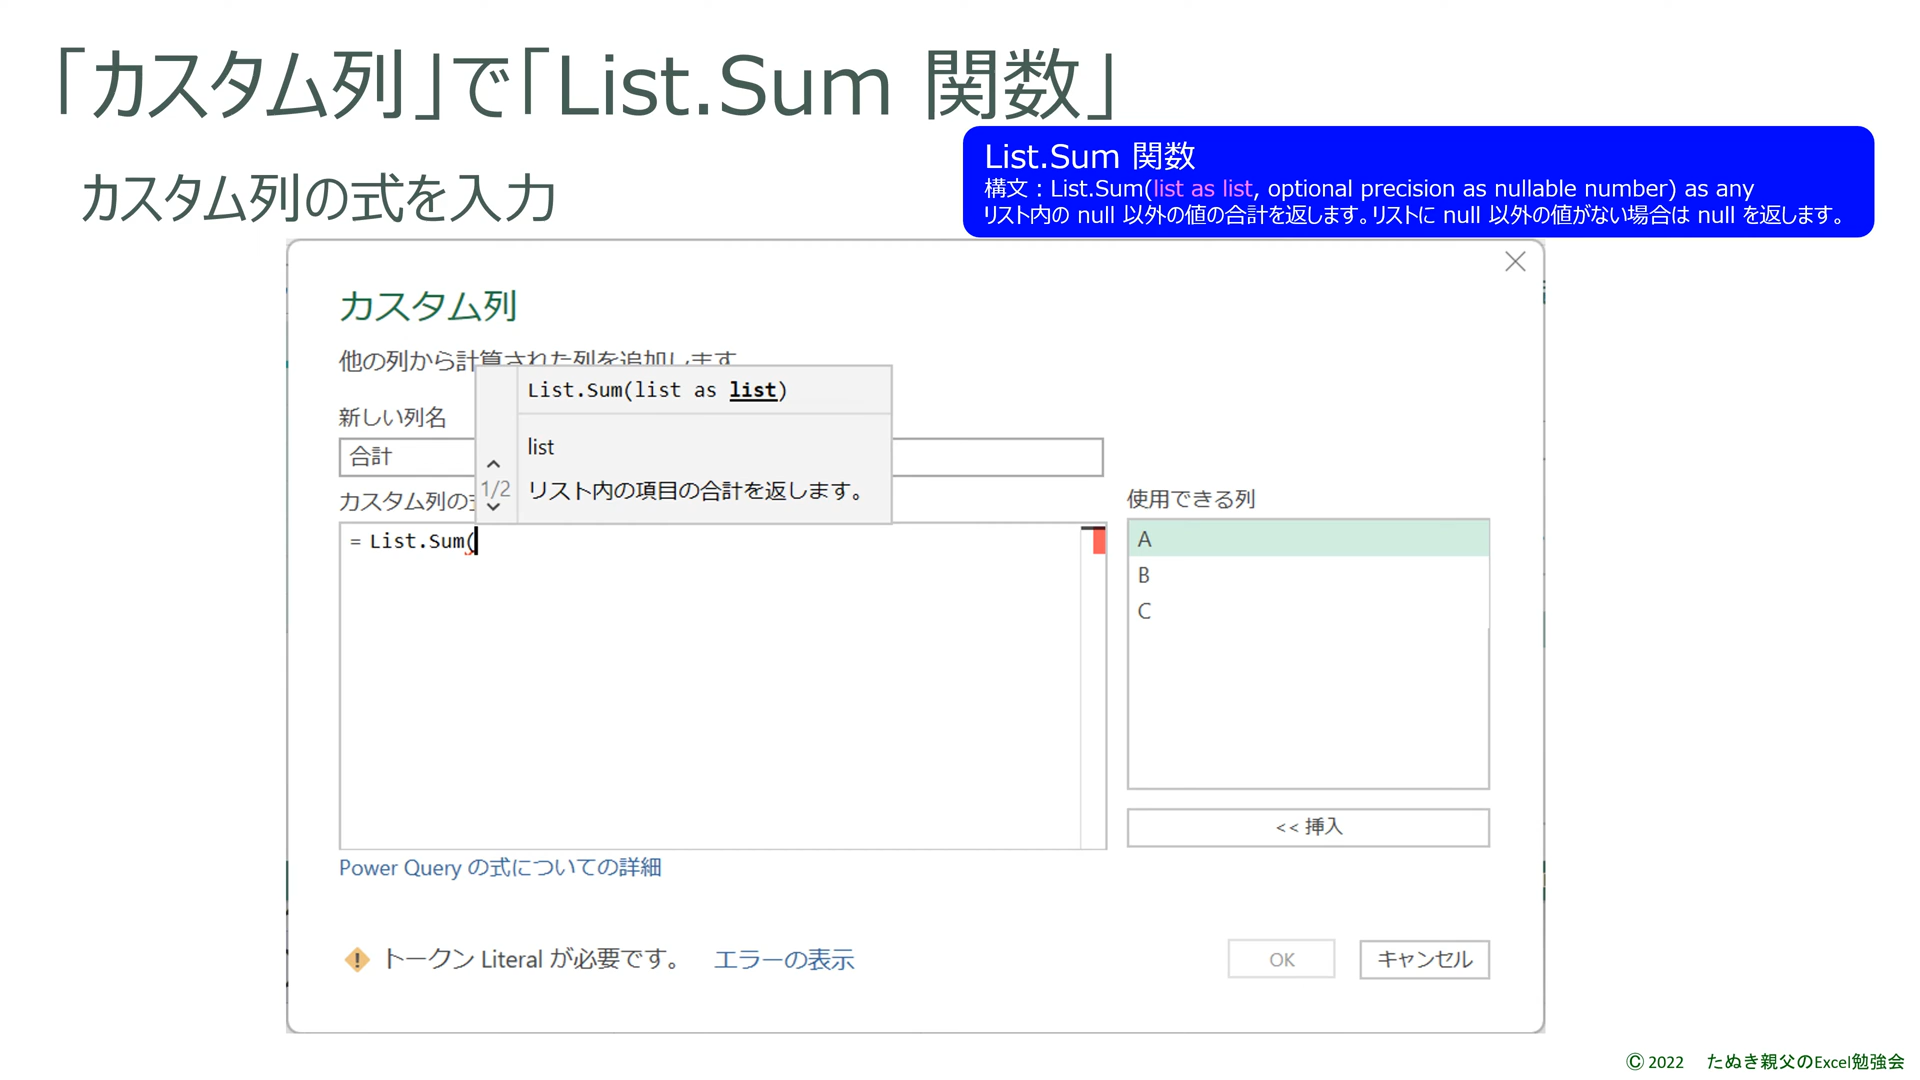 「カスタム列」で「List.Sum 関数」
カスタム列の式を入力
List.Sum 関数
構文：List.Sum(list as list, optional precision as nullable number) as any
リスト内の null 以外の値の合計を返します。リストに null 以外の値がない場合は null を返します。
カスタム列
他の列から計算された列を追加します
List.Sum(list as list)
新しい列名
合計
list
1/2
リスト内の項目の合計を返します。
カスタム列の
使用できる列
= List.Sum(
A
B
C
<< 挿入
Power Query の式についての詳細
トークン Literal が必要です。 エラーの表示
OK
キャンセル
© 2022 たぬき親父のExcel勉強会